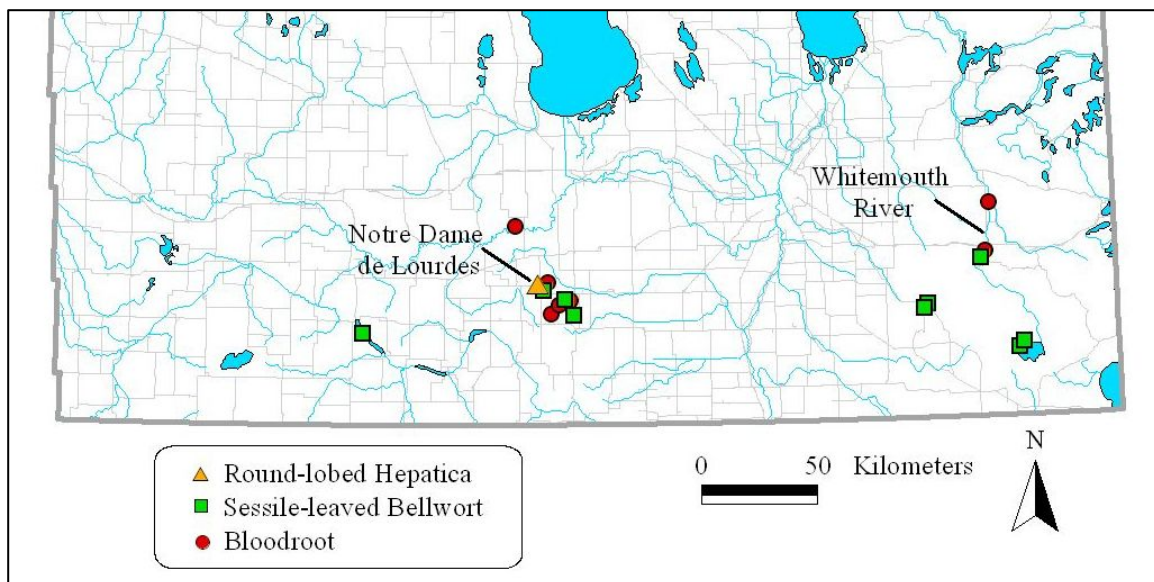 Whitemouth
River
Notre Dame
de Lourdes
N
0 50 Kilometers
Round-lobed Hepatica
Sessile-leaved Bellwort
Bloodroot